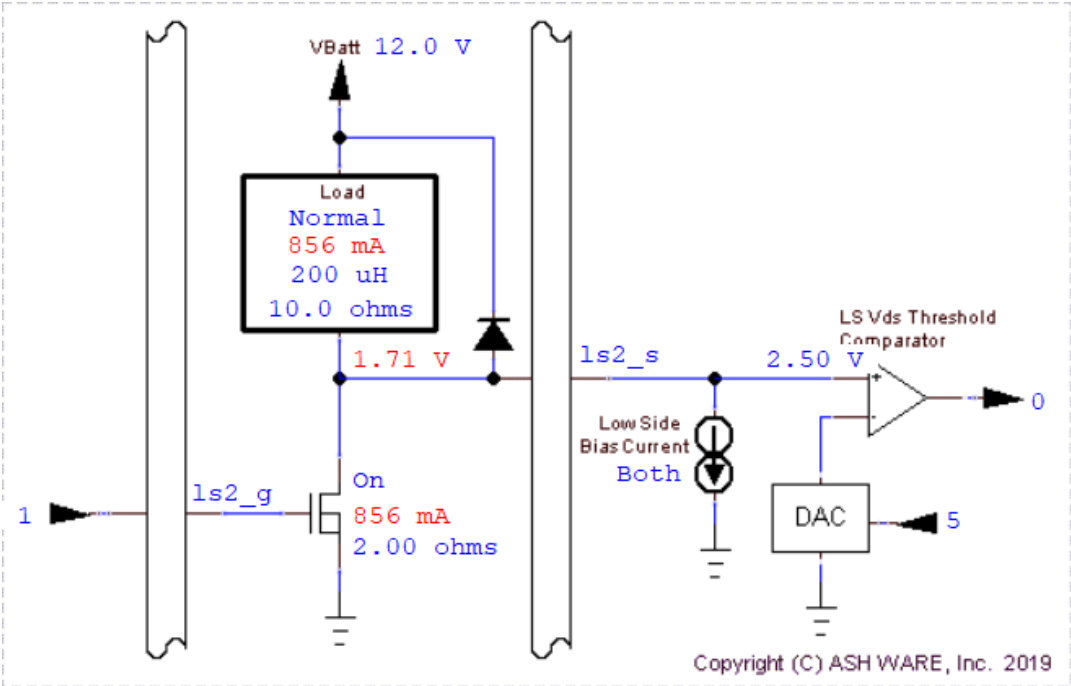 VBatt 12.0 V
Load
Normal
856 mA
200 uH
10.0 ohms
1.71 V
ls2_s
2.50 V
LS Vds Threshold
Comparator
+
-
0
Low Side
Bias Current
Both
DAC
5
1
ls2_g
On
856 mA
2.00 ohms
Copyright (C) ASH WARE, Inc. 2019